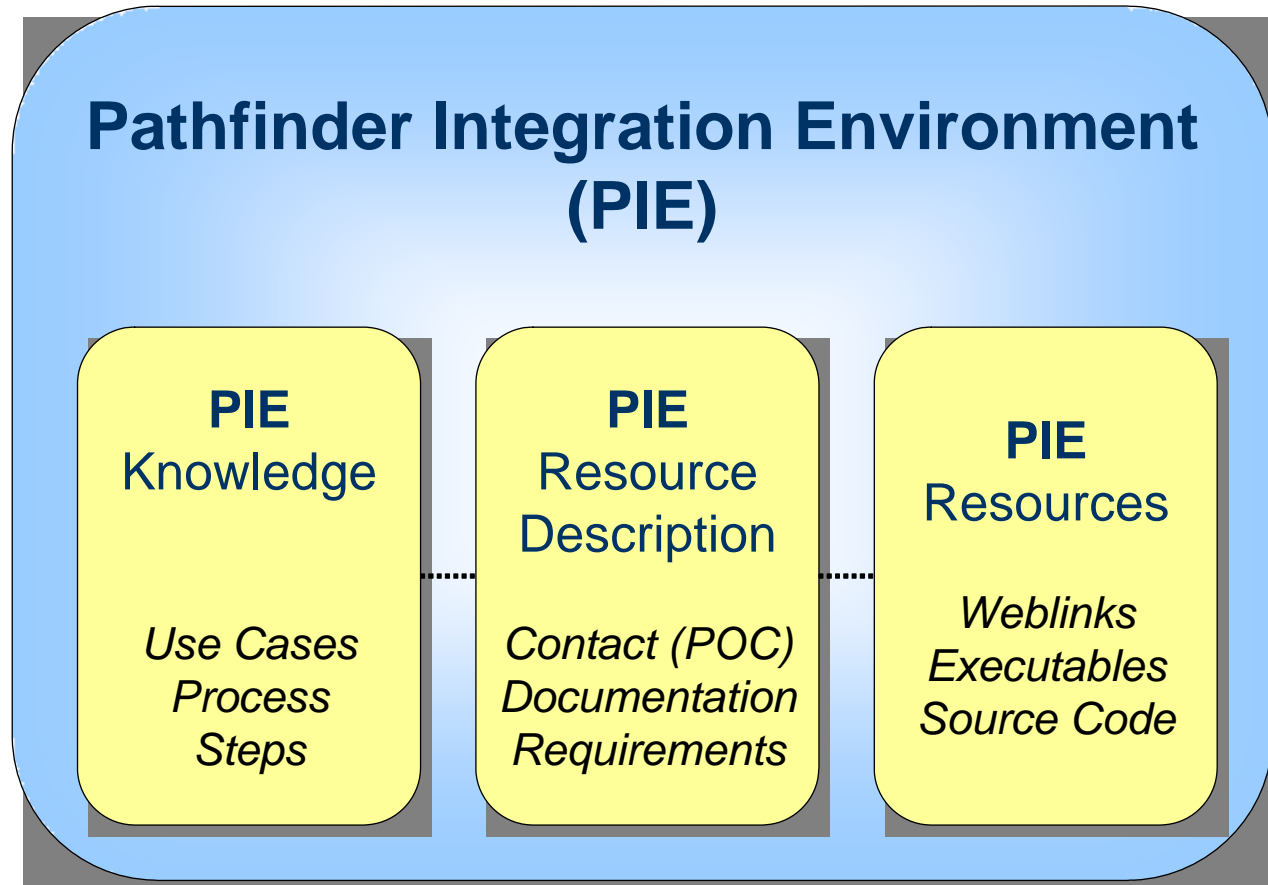 Pathfinder Integration Environment
(PIE)
PIE
Knowledge
Use Cases
Process
Steps
PIE
Resource
Description
Contact (POC)
Documentation
Requirements
PIE
Resources
Weblinks
Executables
Source Code